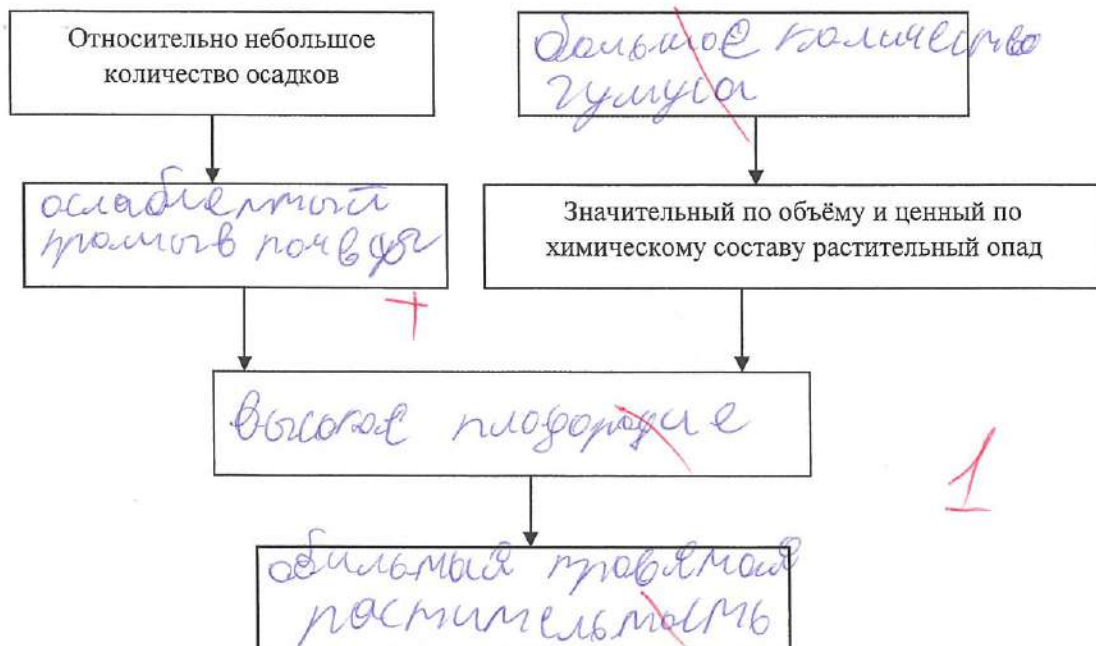 Относительно небольшое
количество осадков
большое количество
гумуса
ослабленный
промыв почвы
+
Значительный по объёму и ценный по
химическому составу растительный опад
высокое плодородие
1
обильная травяная
растительность